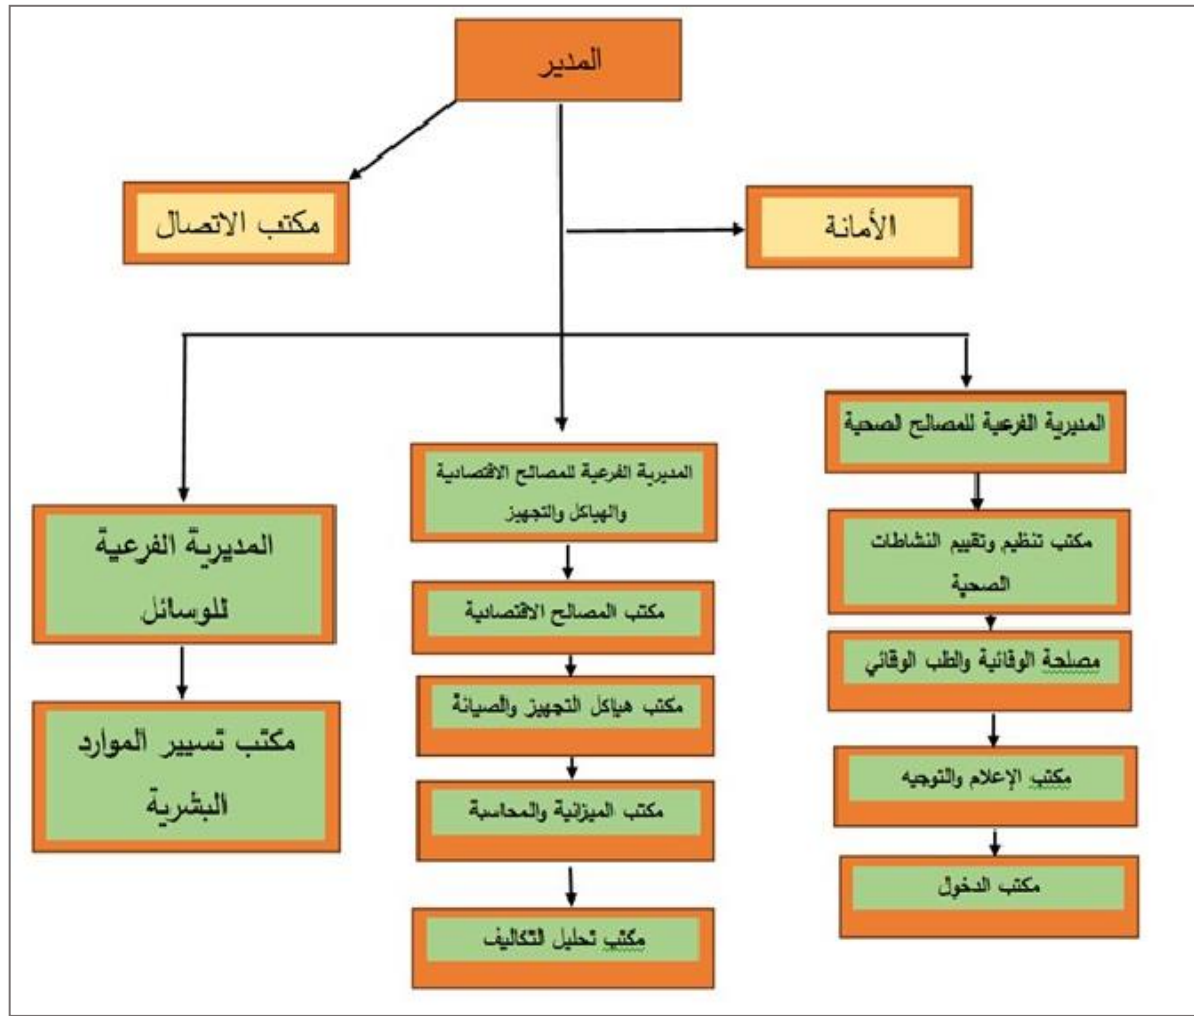 المدير
مكتب الاتصال
الأمانة
المديرية الفرعية للمصالح الصحية
مكتب تنظيم وتقييم النشاطات
الصحية
مصلحة الوقائية والطب الوقائي
مكتب الإعلام والتوجيه
مكتب الدخول
المديرية الفرعية للمصالح الاقتصادية
والهياكل والتجهيز
مكتب المصالح الاقتصادية
مكتب هياكل التجهيز والصيانة
مكتب الميزانية والمحاسبة
مكتب تحليل التكاليف
المديرية الفرعية
للوسائل
مكتب تسيير الموارد
البشرية